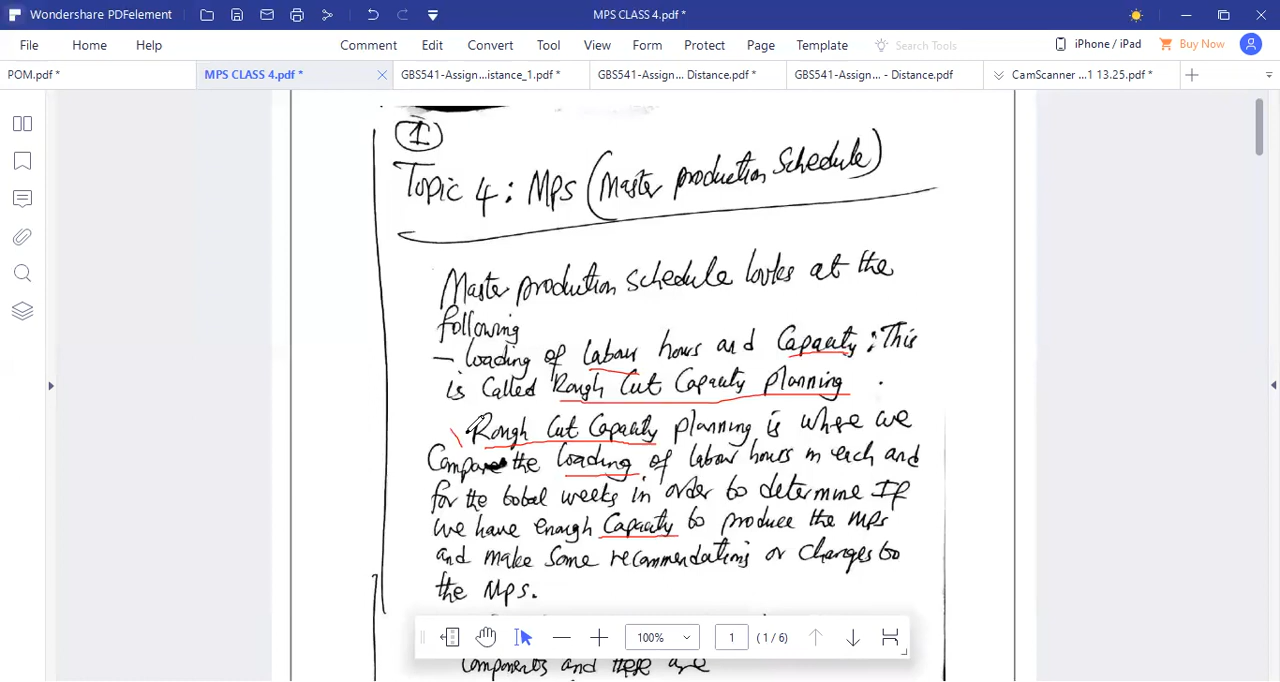 Wondershare PDFelement
MPS CLASS 4.pdf *
File Home Help Comment Edit Convert Tool View Form Protect Page Template Search Tools iPhone / iPad Buy Now
POM.pdf * MPS CLASS 4.pdf * GBS541-Assign...istance_1.pdf * GBS541-Assign... Distance.pdf * GBS541-Assign... - Distance.pdf CamScanner ...1 13.25.pdf *
1
Topic 4: MPS (Master production Schedule)
Master production schedule looks at the
following
- loading of labour hours and Capacity; This
is Called Rough Cut Capacity planning .
Rough Cut Capacity planning is where we
Compare the loading of labour hours in each and
for the total weeks in order to determine If
we have enough Capacity to produce the MPS
and make some recommendations or changes to
the MPS.
100% 1 (1 / 6)
Components and these are